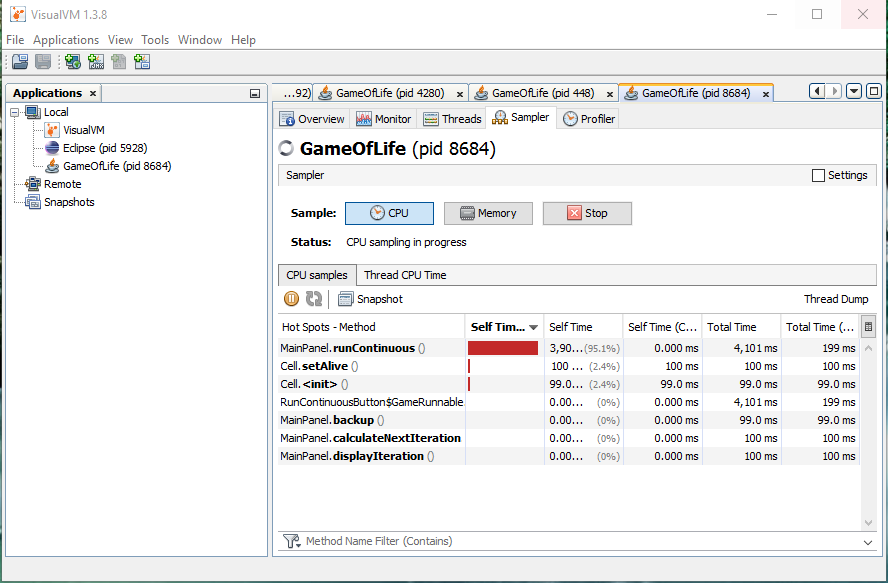 VisualVM 1.3.8
File Applications View Tools Window Help
Applications ×
Local
VisualVM
Eclipse (pid 5928)
GameOfLife (pid 8684)
Remote
Snapshots
...92) GameOfLife (pid 4280) × GameOfLife (pid 448) × GameOfLife (pid 8684) ×
Overview Monitor Threads Sampler Profiler
GameOfLife (pid 8684)
Sampler Settings
Sample: CPU Memory Stop
Status: CPU sampling in progress
CPU samples Thread CPU Time
Snapshot Thread Dump
Hot Spots - Method Self Tim... Self Time Self Time (C... Total Time Total Time (...
MainPanel.runContinuous () 3,90... (95.1%) 0.000 ms 4,101 ms 199 ms
Cell.setAlive () 100 ... (2.4%) 100 ms 100 ms 100 ms
Cell.<init> () 99.0... (2.4%) 99.0 ms 99.0 ms 99.0 ms
RunContinuousButton$GameRunnable 0.00... (0%) 0.000 ms 4,101 ms 199 ms
MainPanel.backup () 0.00... (0%) 0.000 ms 99.0 ms 99.0 ms
MainPanel.calculateNextIteration 0.00... (0%) 0.000 ms 100 ms 100 ms
MainPanel.displayIteration () 0.00... (0%) 0.000 ms 100 ms 100 ms
Method Name Filter (Contains)